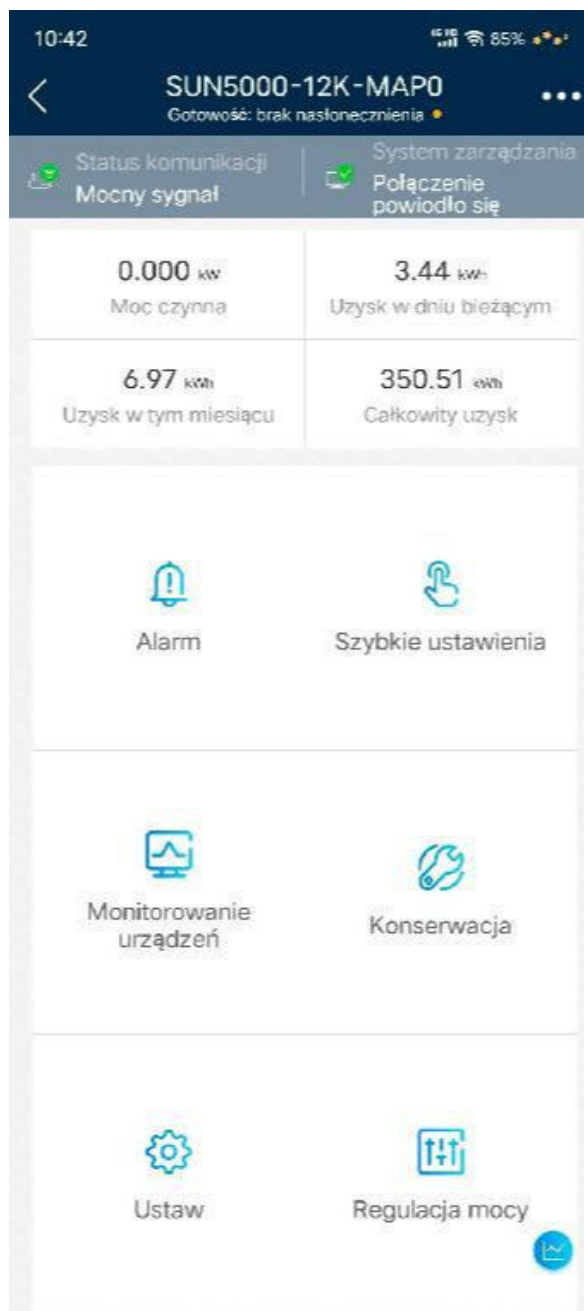 10:42
85%
SUN5000-12K-MAP0
Gotowość: brak nasłonecznienia
Status komunikacji
Mocny sygnał
System zarządzania
Połączenie
powiodło się
0.000 kW
Moc czynna
3.44 kWh
Uzysk w dniu bieżącym
6.97 kWh
Uzysk w tym miesiącu
350.51 kWh
Całkowity uzysk
Alarm
Szybkie ustawienia
Monitorowanie
urządzeń
Konserwacja
Ustaw
Regulacja mocy